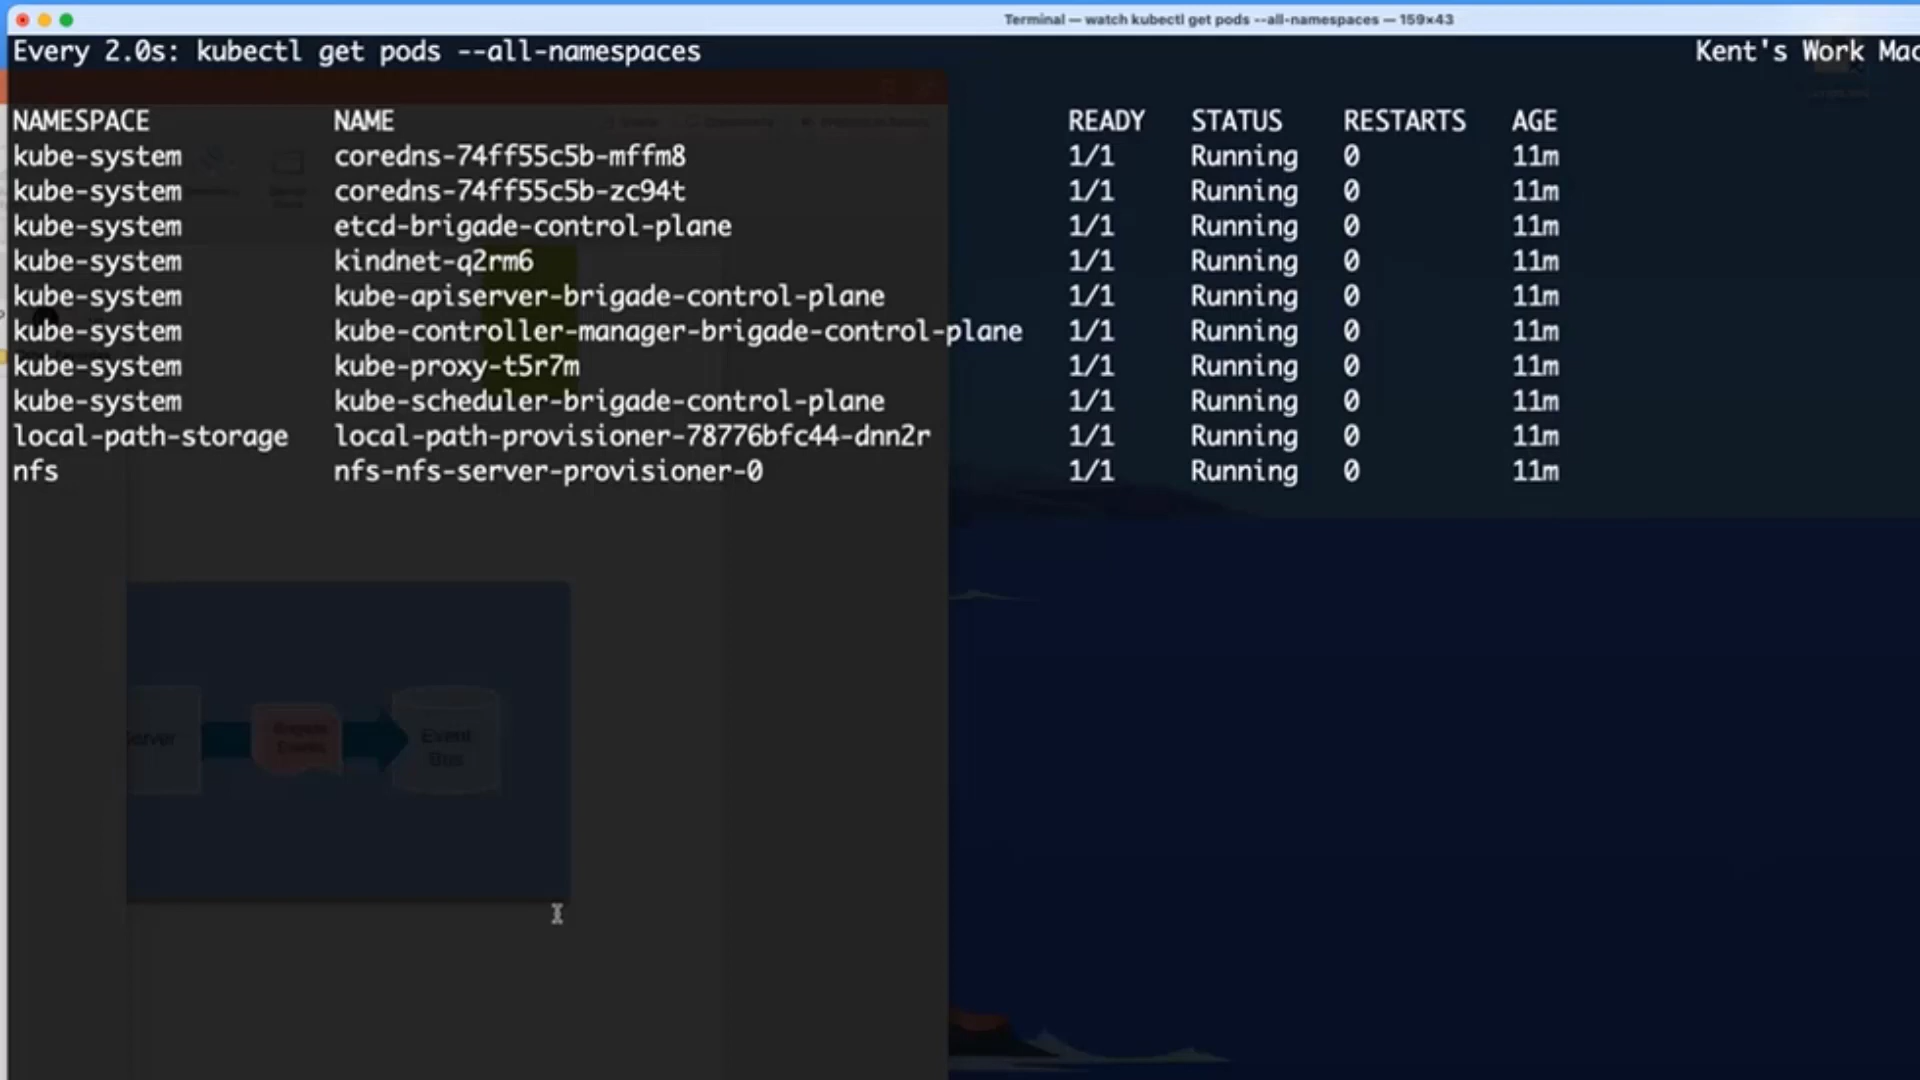 Terminal — watch kubectl get pods --all-namespaces — 159×43
Every 2.0s: kubectl get pods --all-namespaces Kent's Work Mac
NAMESPACE NAME READY STATUS RESTARTS AGE
kube-system coredns-74ff55c5b-mffm8 1/1 Running 0 11m
kube-system coredns-74ff55c5b-zc94t 1/1 Running 0 11m
kube-system etcd-brigade-control-plane 1/1 Running 0 11m
kube-system kindnet-q2rm6 1/1 Running 0 11m
kube-system kube-apiserver-brigade-control-plane 1/1 Running 0 11m
kube-system kube-controller-manager-brigade-control-plane 1/1 Running 0 11m
kube-system kube-proxy-t5r7m 1/1 Running 0 11m
kube-system kube-scheduler-brigade-control-plane 1/1 Running 0 11m
local-path-storage local-path-provisioner-78776bfc44-dnn2r 1/1 Running 0 11m
nfs nfs-nfs-server-provisioner-0 1/1 Running 0 11m
Brigade
Events
Event
Bus